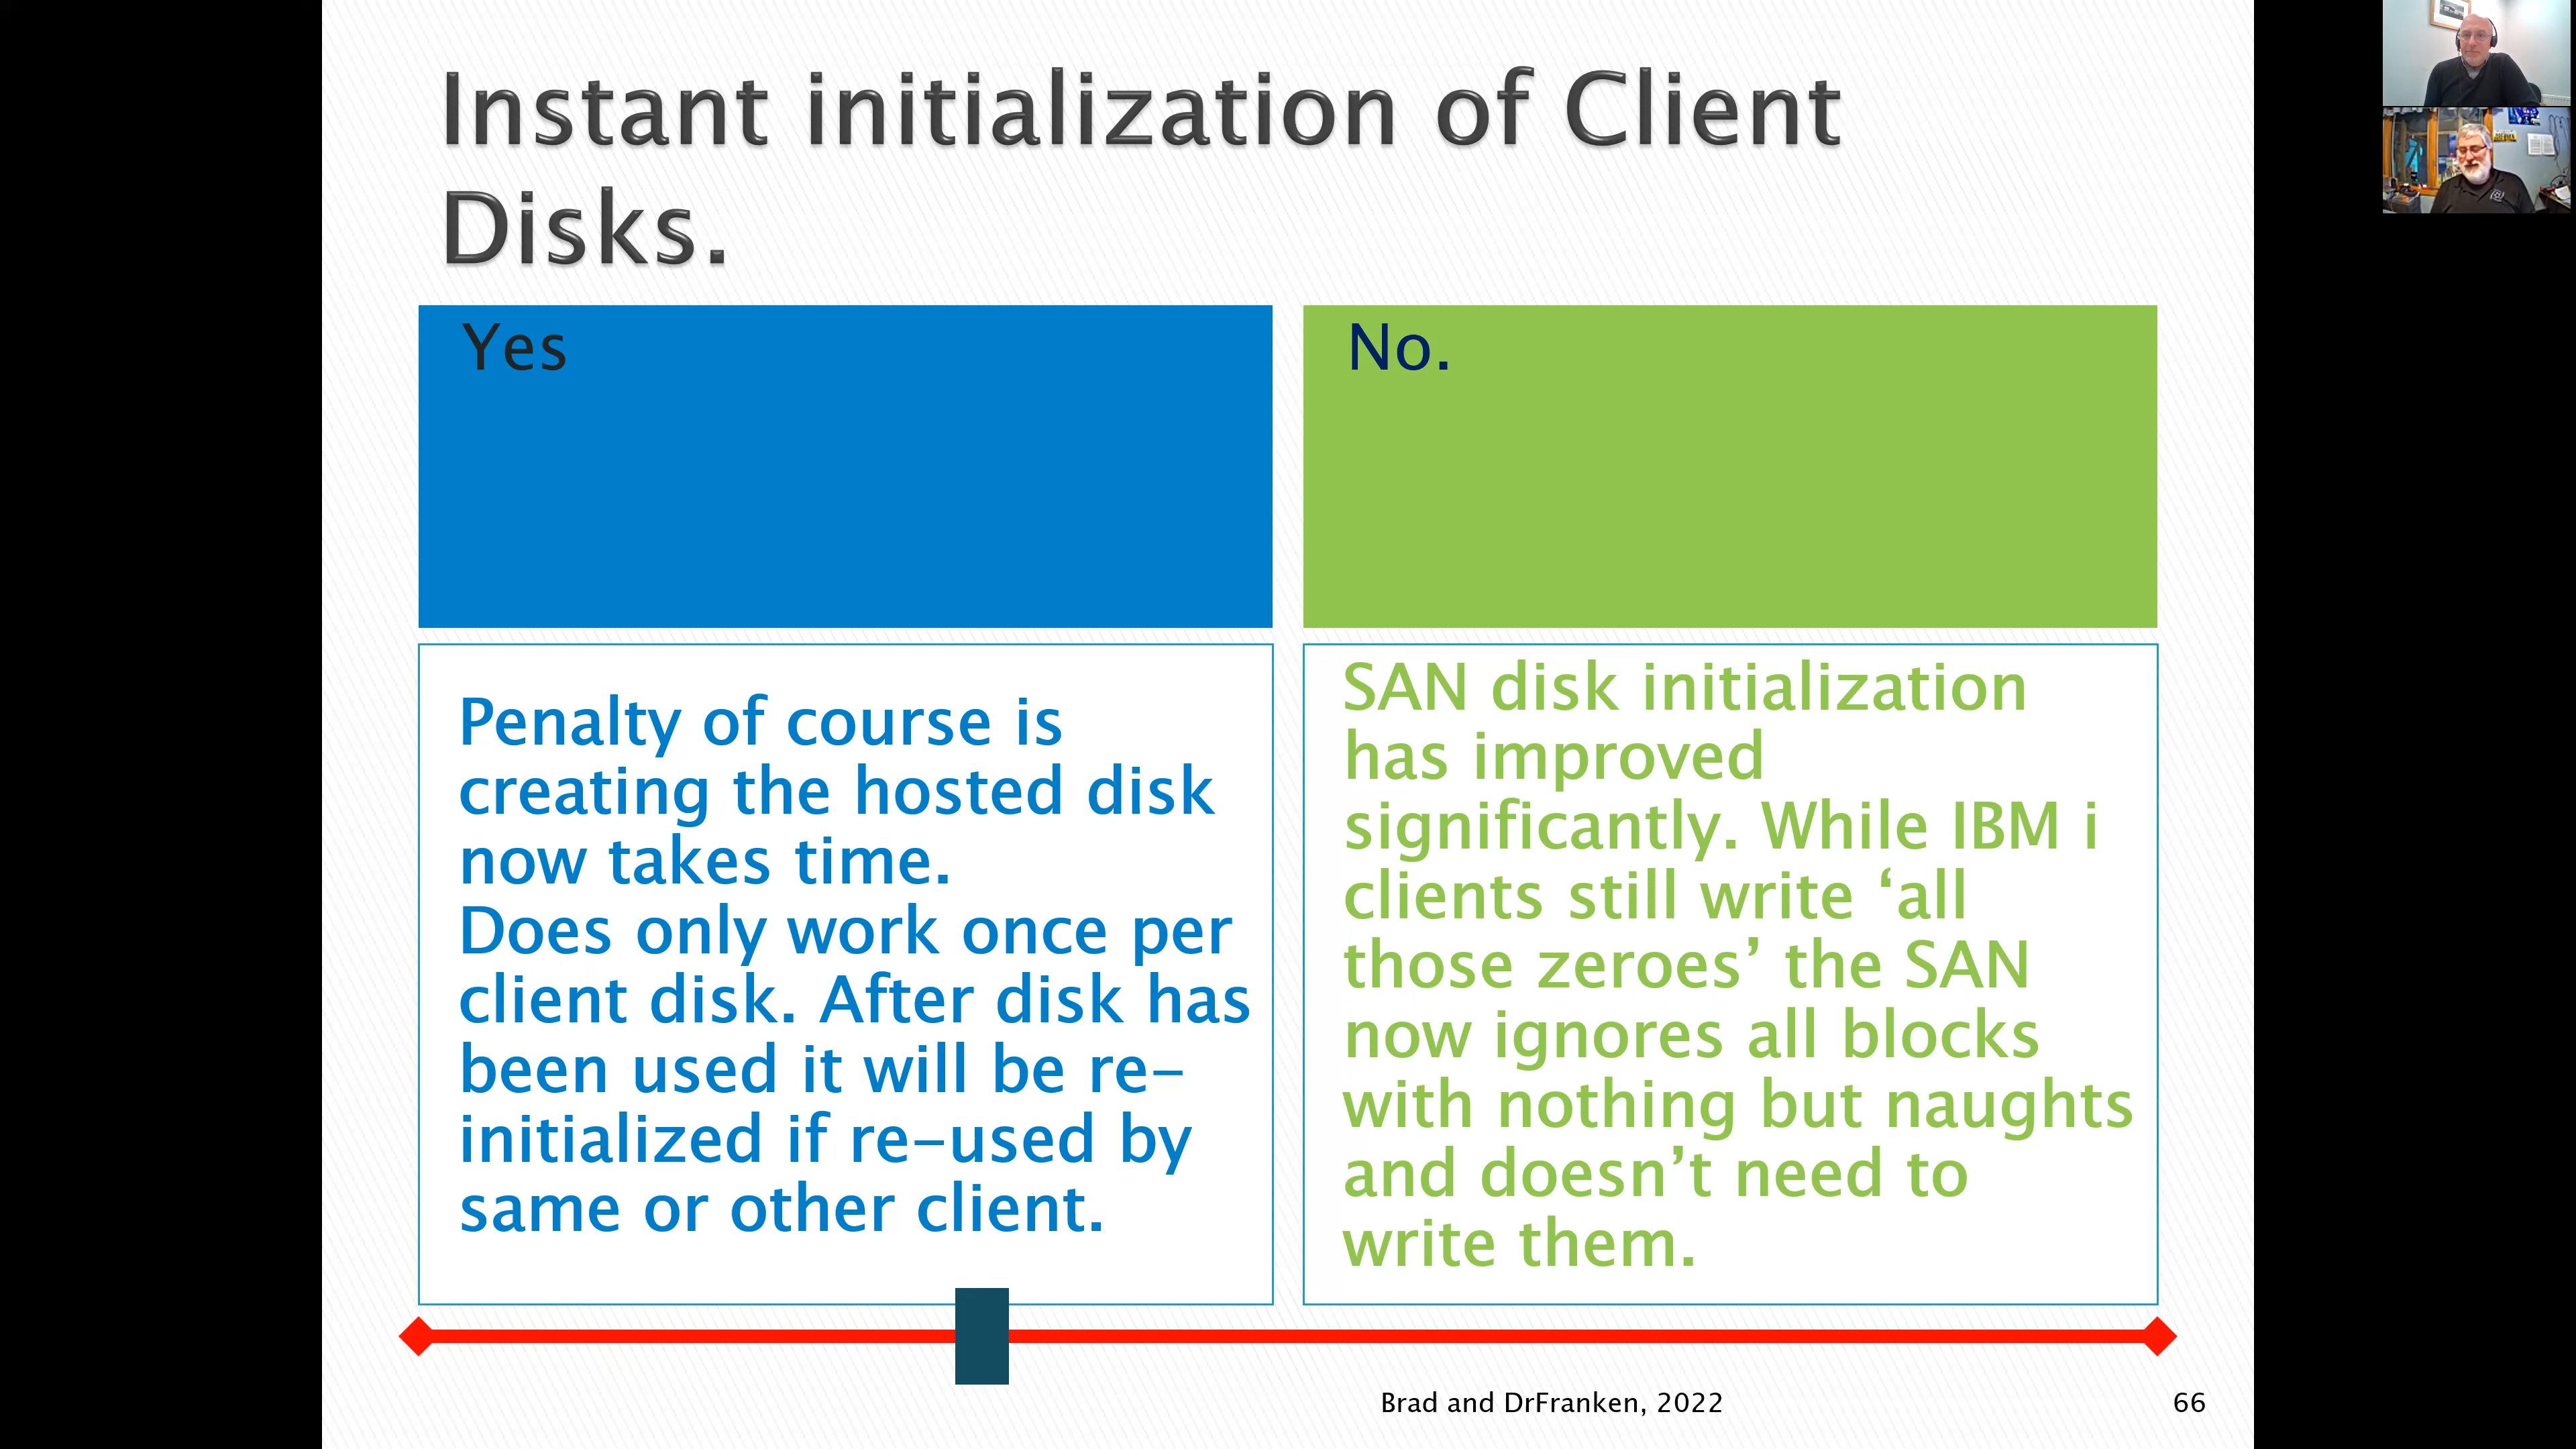 Instant initialization of Client
Disks.
Yes
No.
Penalty of course is
creating the hosted disk
now takes time.
Does only work once per
client disk. After disk has
been used it will be re-
initialized if re-used by
same or other client.
SAN disk initialization
has improved
significantly. While IBM i
clients still write ‘all
those zeroes’ the SAN
now ignores all blocks
with nothing but naughts
and doesn’t need to
write them.
Brad and DrFranken, 2022
66